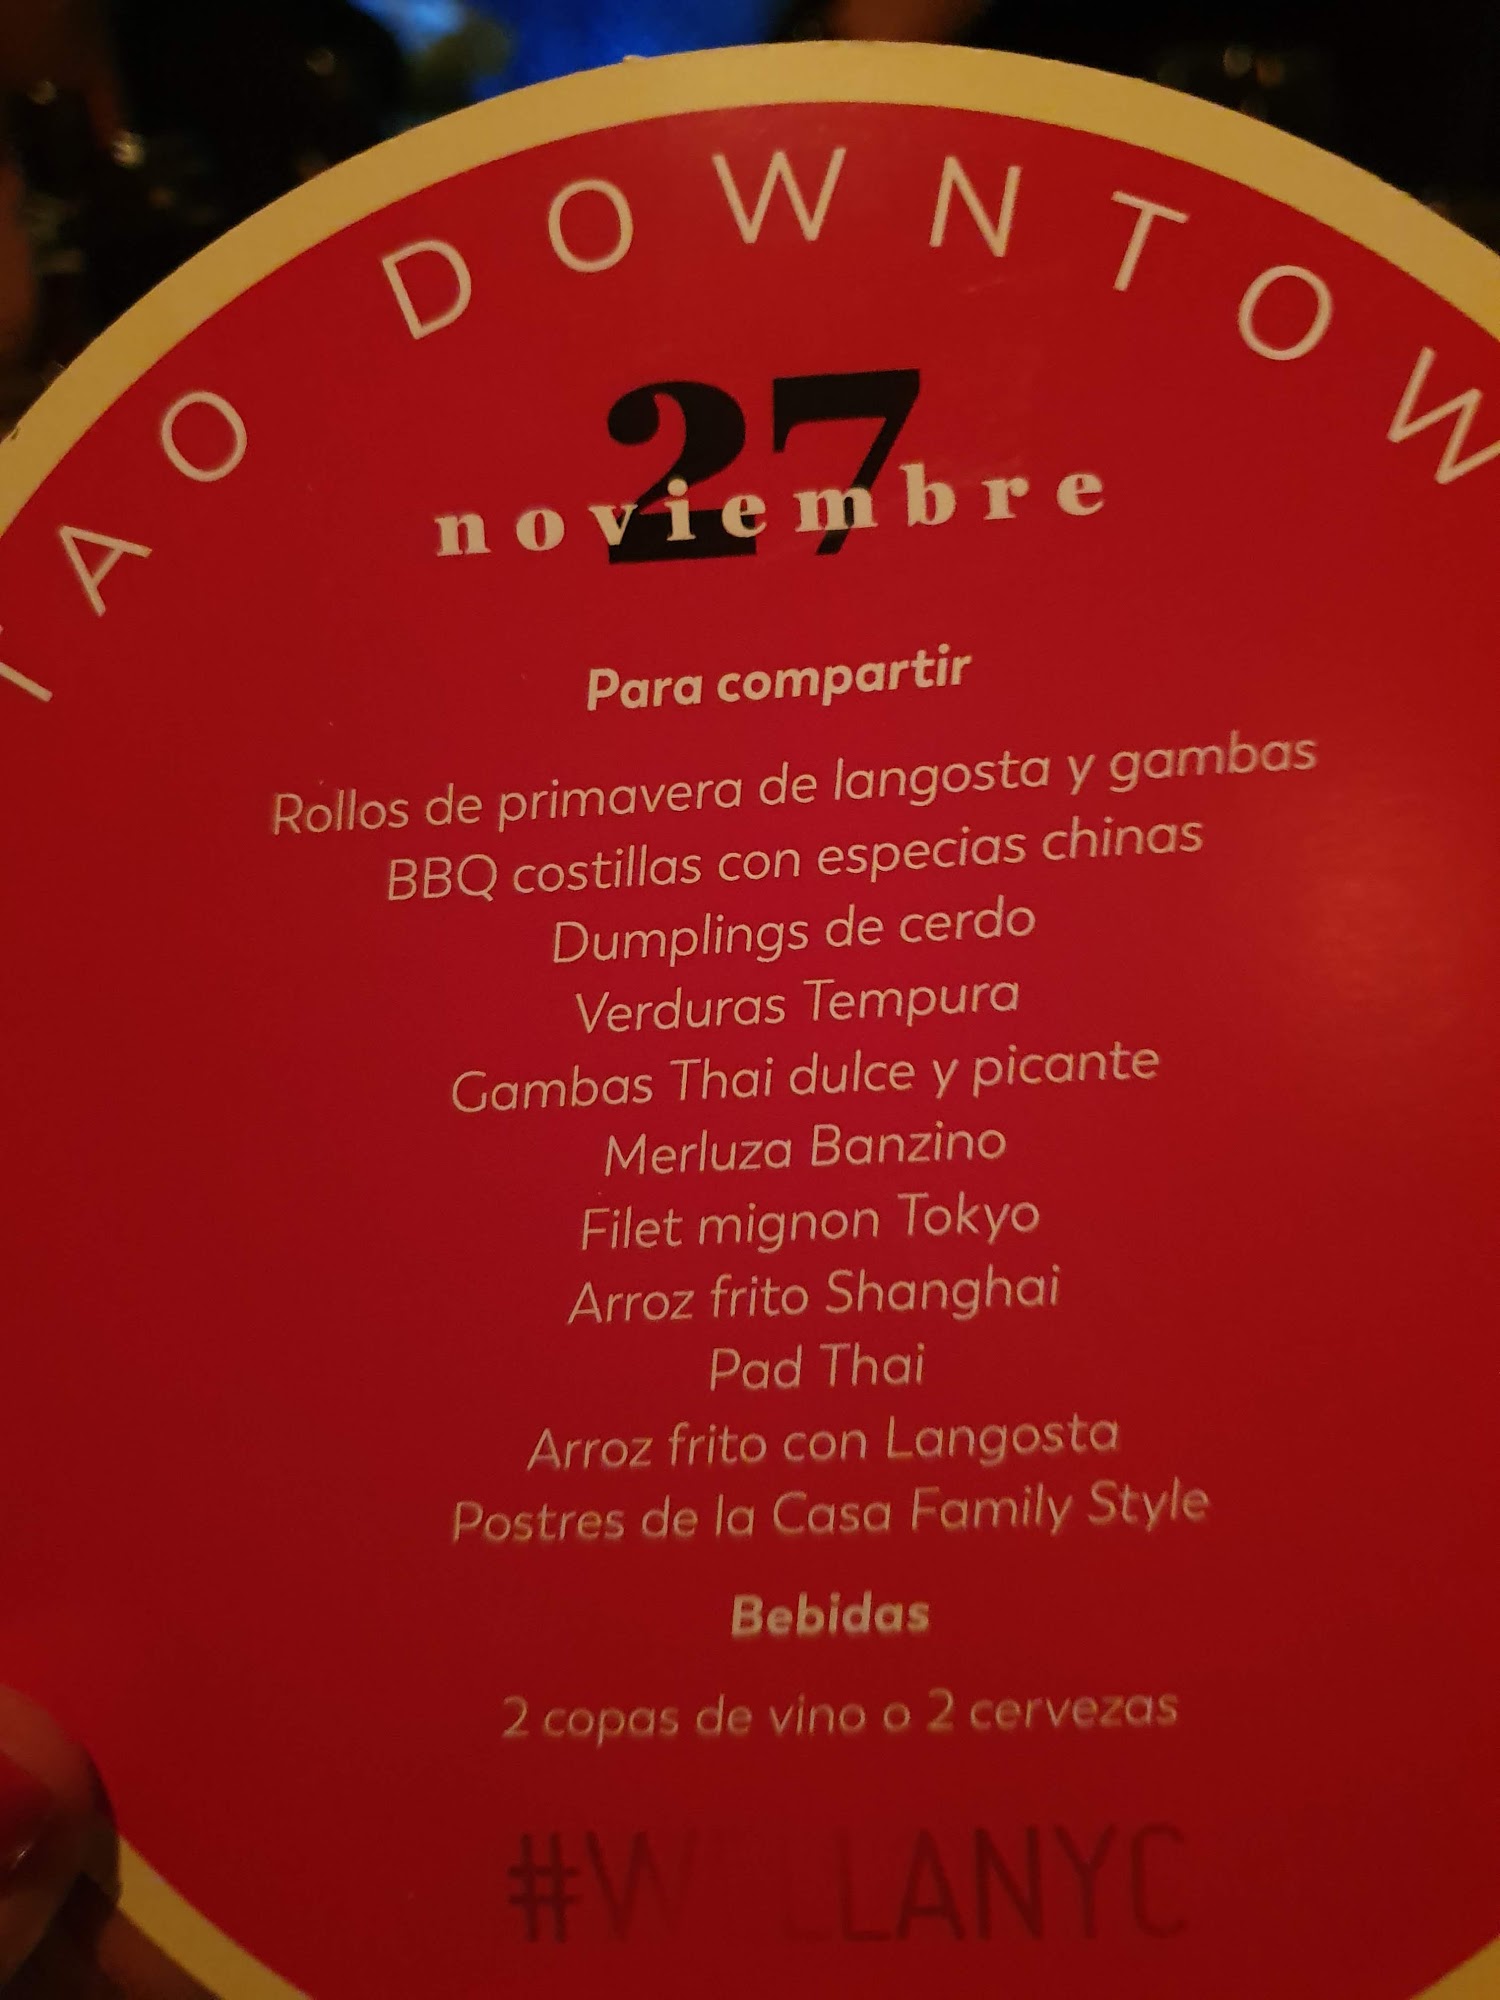 TAO DOWNTOW
27
noviembre
Para compartir
Rollos de primavera de langosta y gambas
BBQ costillas con especias chinas
Dumplings de cerdo
Verduras Tempura
Gambas Thai dulce y picante
Merluza Banzino
Filet mignon Tokyo
Arroz frito Shanghai
Pad Thai
Arroz frito con Langosta
Postres de la Casa Family Style
Bebidas
2 copas de vino o 2 cervezas